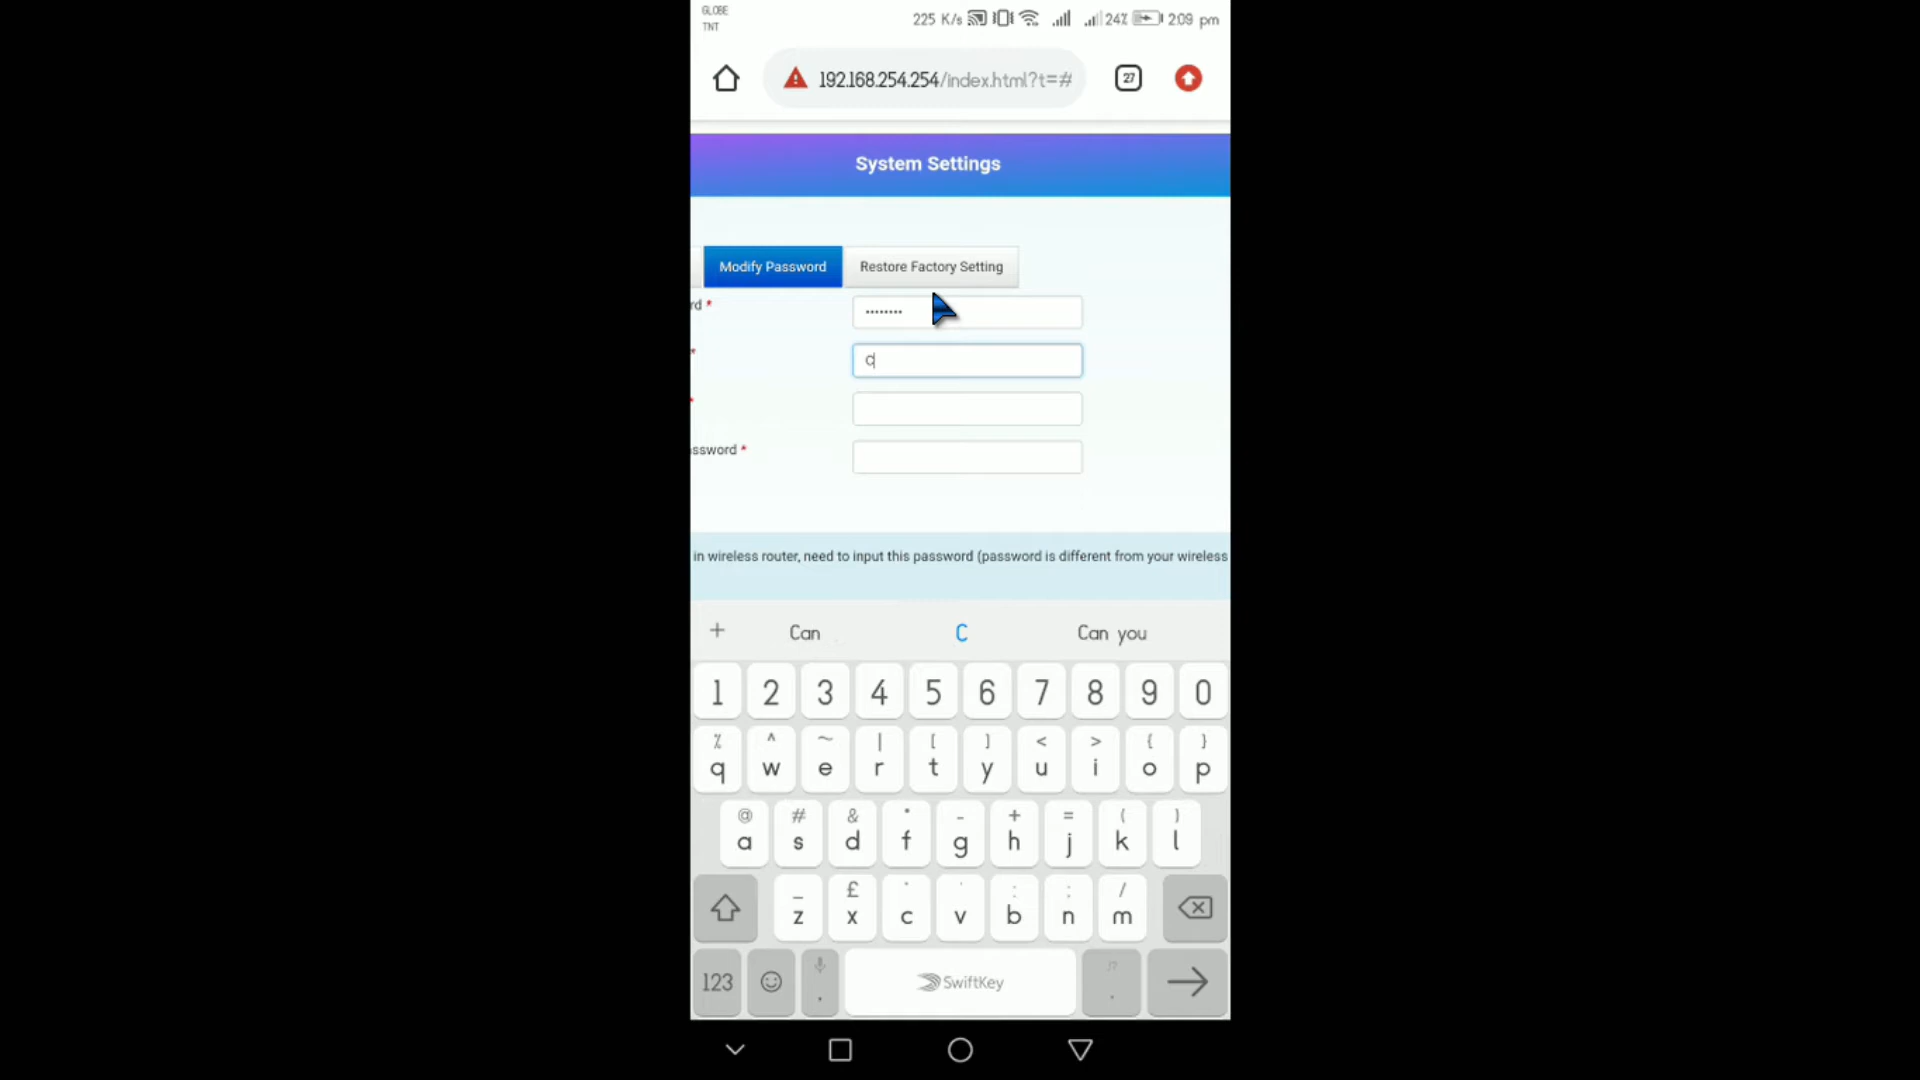 GLOBE
TNT
225 K/s 24% 2:09 pm
192.168.254.254/index.html?t=#
27
System Settings
Modify Password
Restore Factory Setting
rd *
........
*
c
*
ssword *
in wireless router, need to input this password (password is different from your wireless
+ Can C Can you
1 2 3 4 5 6 7 8 9 0
% ^ ~ | [ ] < > { }
q w e r t y u i o p
@ # & * - + = ( )
a s d f g h j k l
_ £ /
z x c v b n m
123 SwiftKey